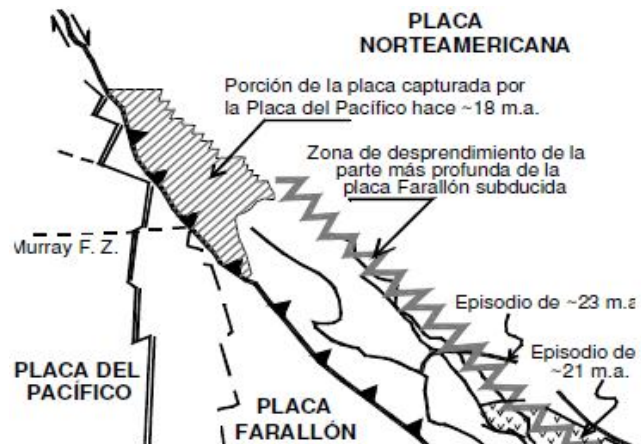 PLACA
NORTEAMERICANA
Porción de la placa capturada por
la Placa del Pacífico hace ~18 m.a.
Zona de desprendimiento de la
parte más profunda de la
placa Farallón subducida
Murray F. Z.
Episodio de ~23 m.a
Episodio de
~21 m.a.
PLACA DEL
PACÍFICO
PLACA
FARALLÓN